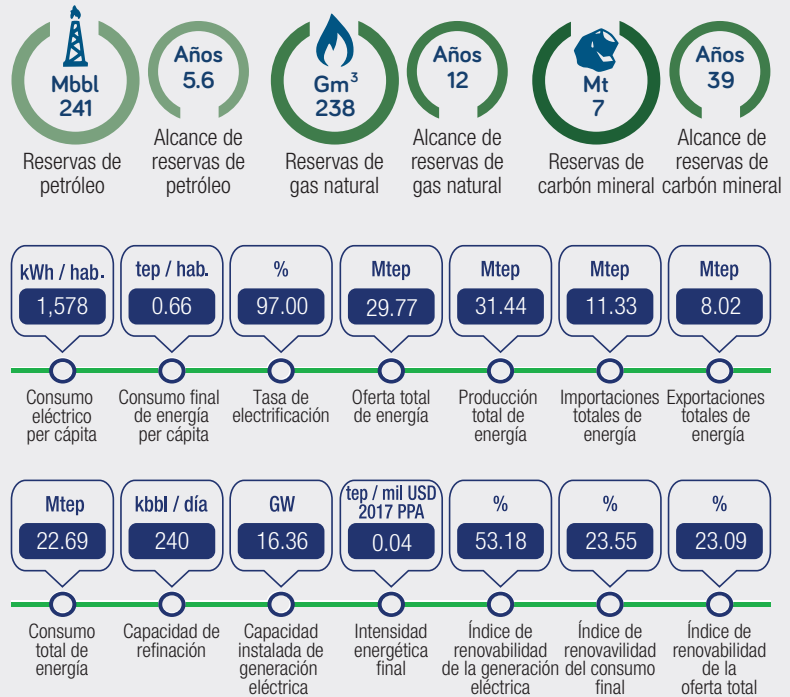 Mbbl
241
Reservas de
petróleo
Años
5.6
Alcance de
reservas de
petróleo
Gm³
238
Reservas de
gas natural
Años
12
Alcance de
reservas de
gas natural
Mt
7
Reservas de
carbón mineral
Años
39
Alcance de
reservas de
carbón mineral
kWh / hab.
1,578
Consumo
eléctrico
per cápita
tep / hab.
0.66
Consumo final
de energía
per cápita
%
97.00
Tasa de
electrificación
Mtep
29.77
Oferta total
de energía
Mtep
31.44
Producción
total de
energía
Mtep
11.33
Importaciones
totales de
energía
Mtep
8.02
Exportaciones
totales de
energía
Mtep
22.69
Consumo
total de
energía
kbbl / día
240
Capacidad de
refinación
GW
16.36
Capacidad
instalada de
generación
eléctrica
tep / mil USD
2017 PPA
0.04
Intensidad
energética
final
%
53.18
Índice de
renovabilidad
de la generación
eléctrica
%
23.55
Índice de
renovavilidad
del consumo
final
%
23.09
Índice de
renovabilidad
de la
oferta total